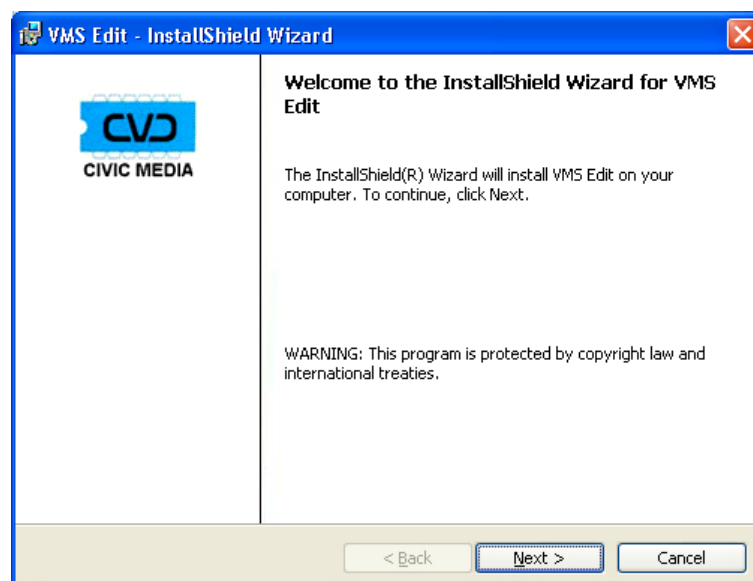 VMS Edit - InstallShield Wizard
CVD
CIVIC MEDIA
Welcome to the InstallShield Wizard for VMS
Edit
The InstallShield(R) Wizard will install VMS Edit on your
computer. To continue, click Next.
WARNING: This program is protected by copyright law and
international treaties.
< Back
Next >
Cancel